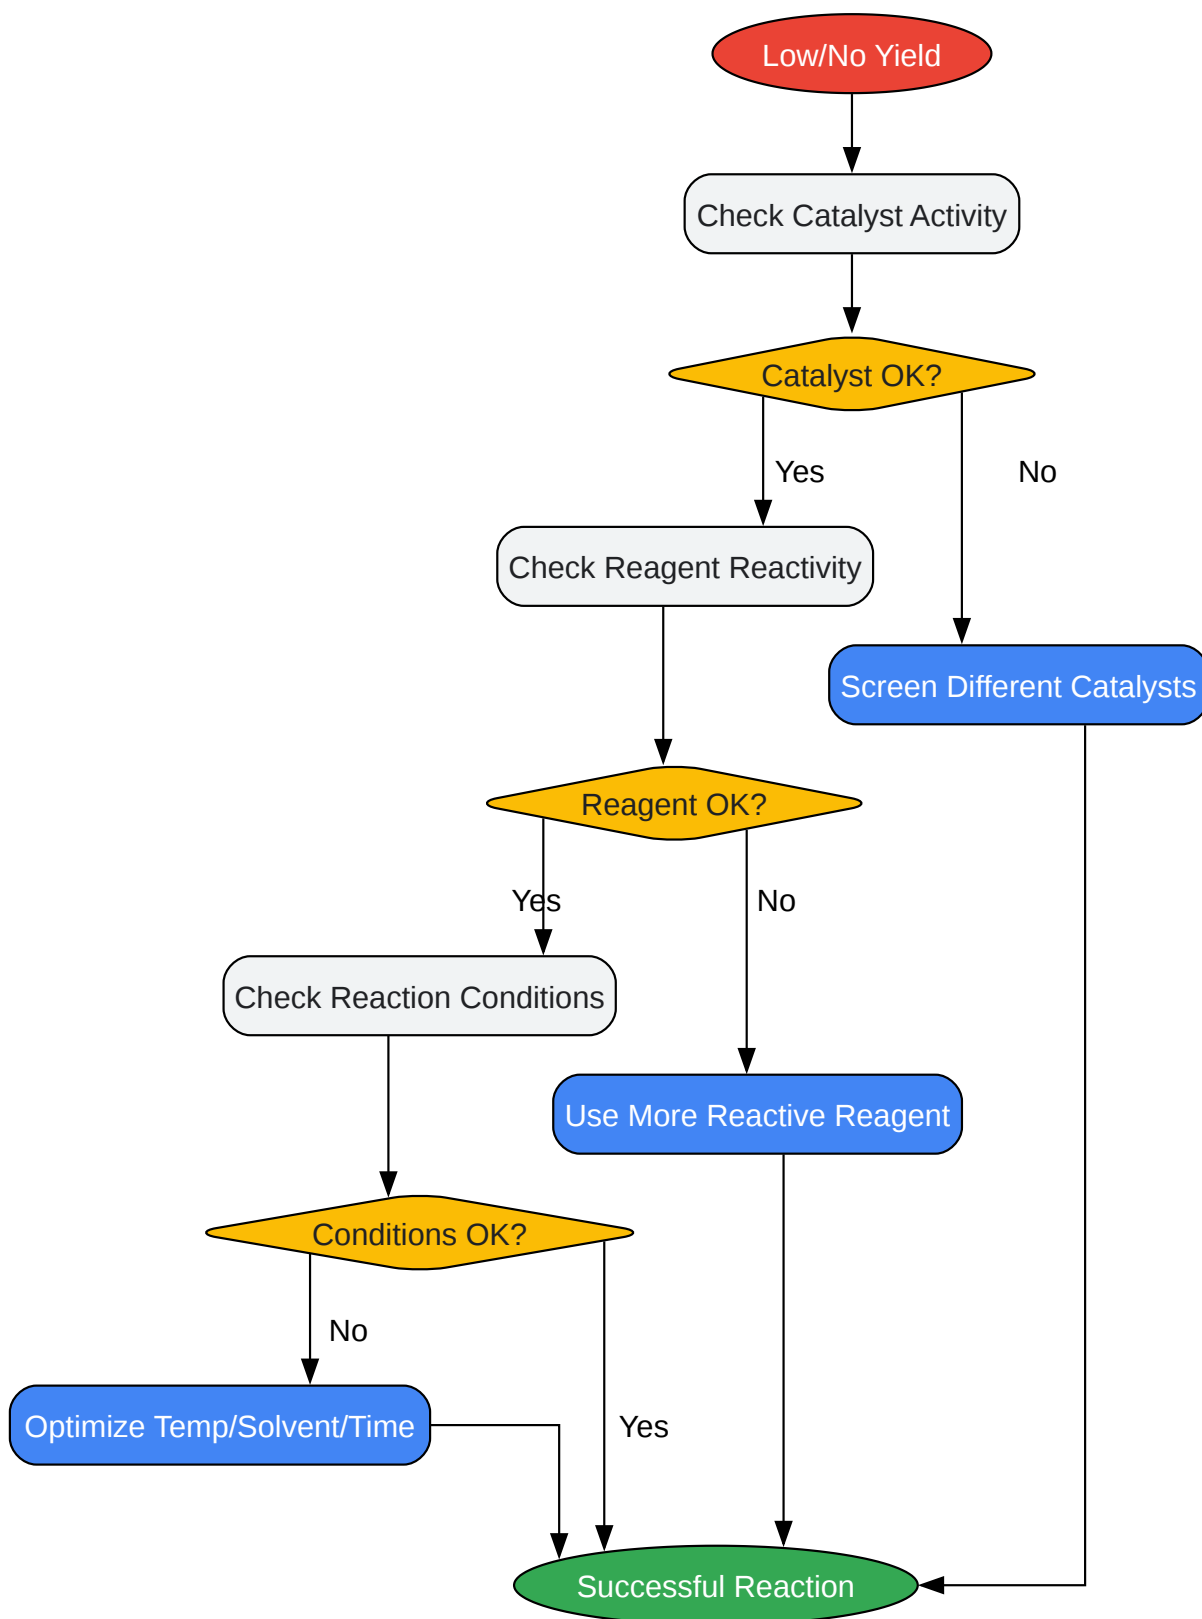 Low/No Yield
Check Catalyst Activity
Catalyst OK?
Yes
No
Check Reagent Reactivity
Screen Different Catalysts
Reagent OK?
Yes
No
Check Reaction Conditions
Use More Reactive Reagent
Conditions OK?
No
Optimize Temp/Solvent/Time
Yes
Successful Reaction